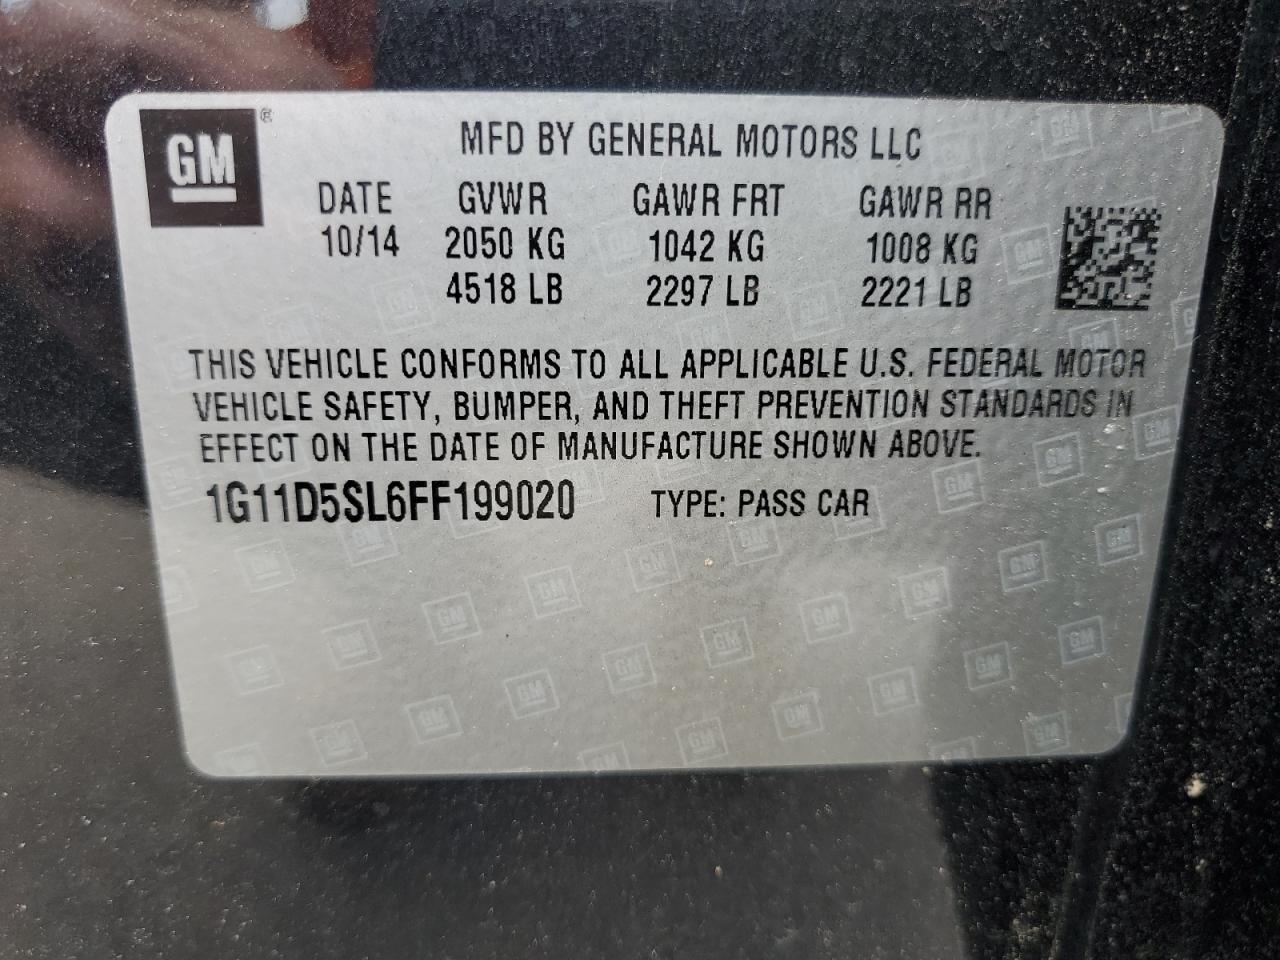 GM ®
MFD BY GENERAL MOTORS LLC
DATE GVWR GAWR FRT GAWR RR
10/14 2050 KG 1042 KG 1008 KG
4518 LB 2297 LB 2221 LB
THIS VEHICLE CONFORMS TO ALL APPLICABLE U.S. FEDERAL MOTOR
VEHICLE SAFETY, BUMPER, AND THEFT PREVENTION STANDARDS IN
EFFECT ON THE DATE OF MANUFACTURE SHOWN ABOVE.
1G11D5SL6FF199020 TYPE: PASS CAR